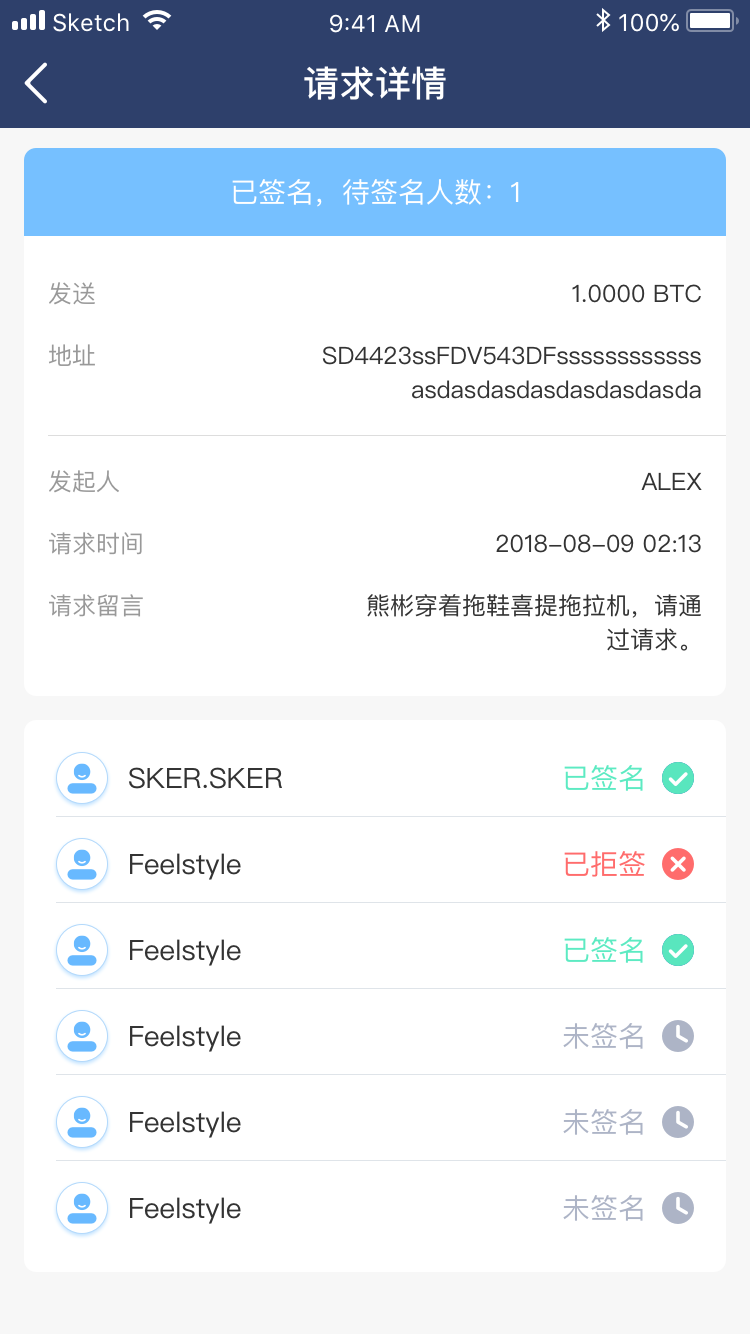 Sketch 9:41 AM 100%
请求详情
已签名，待签名人数：1
发送 1.0000 BTC
地址 SD4423ssFDV543DFssssssssssss
asdasdasdasdasdasdasda
发起人 ALEX
请求时间 2018-08-09 02:13
请求留言 熊彬穿着拖鞋喜提拖拉机，请通
过请求。
SKER.SKER 已签名
Feelstyle 已拒签
Feelstyle 已签名
Feelstyle 未签名
Feelstyle 未签名
Feelstyle 未签名